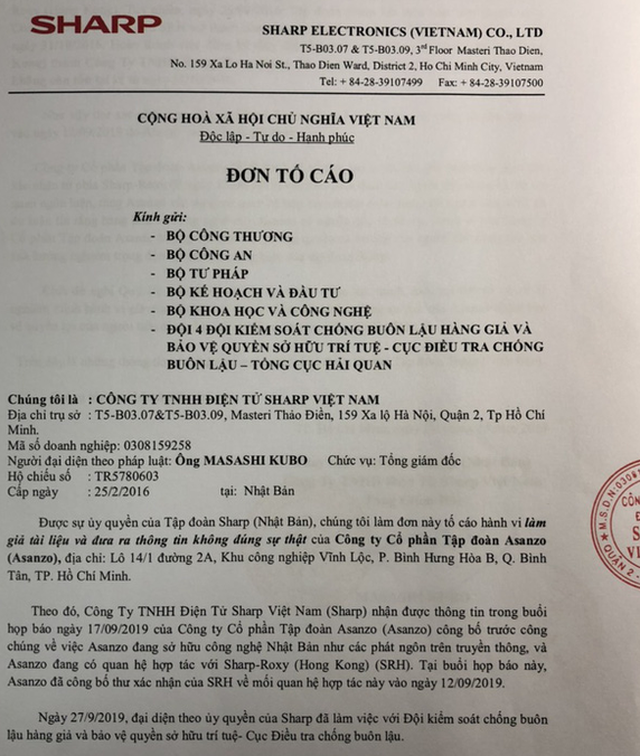 SHARP
SHARP ELECTRONICS (VIETNAM) CO., LTD
T5-B03.07 & T5-B03.09, 3rd Floor Masteri Thao Dien,
No. 159 Xa Lo Ha Noi St., Thao Dien Ward, District 2, Ho Chi Minh City, Vietnam
Tel: + 84-28-39107499 Fax: + 84-28-39107500
CỘNG HOÀ XÃ HỘI CHỦ NGHĨA VIỆT NAM
Độc lập - Tự do - Hạnh phúc
ĐƠN TỐ CÁO
Kính gửi:
- BỘ CÔNG THƯƠNG
- BỘ CÔNG AN
- BỘ TƯ PHÁP
- BỘ KẾ HOẠCH VÀ ĐẦU TƯ
- BỘ KHOA HỌC VÀ CÔNG NGHỆ
- ĐỘI 4 ĐỘI KIỂM SOÁT CHỐNG BUÔN LẬU HÀNG GIẢ VÀ
BẢO VỆ QUYỀN SỞ HỮU TRÍ TUỆ - CỤC ĐIỀU TRA CHỐNG
BUÔN LẬU – TỔNG CỤC HẢI QUAN
Chúng tôi là : CÔNG TY TNHH ĐIỆN TỬ SHARP VIỆT NAM
Địa chỉ trụ sở : T5-B03.07&T5-B03.09, Masteri Thảo Điền, 159 Xa lộ Hà Nội, Quận 2, Tp Hồ Chí
Minh.
Mã số doanh nghiệp: 0308159258
Người đại diện theo pháp luật: Ông MASASHI KUBO Chức vụ: Tổng giám đốc
Hộ chiếu số : TR5780603
Cấp ngày : 25/2/2016 tại: Nhật Bản
Được sự ủy quyền của Tập đoàn Sharp (Nhật Bản), chúng tôi làm đơn này tố cáo hành vi làm
giả tài liệu và đưa ra thông tin không đúng sự thật của Công ty Cổ phần Tập đoàn Asanzo
(Asanzo), địa chỉ: Lô 14/1 đường 2A, Khu công nghiệp Vĩnh Lộc, P. Bình Hưng Hòa B, Q. Bình
Tân, TP. Hồ Chí Minh.
Theo đó, Công Ty TNHH Điện Tử Sharp Việt Nam (Sharp) nhận được thông tin trong buổi
họp báo ngày 17/09/2019 của Công ty Cổ phần Tập đoàn Asanzo (Asanzo) công bố trước công
chúng về việc Asanzo đang sở hữu công nghệ Nhật Bản như các phát ngôn trên truyền thông, và
Asanzo đang có quan hệ hợp tác với Sharp-Roxy (Hong Kong) (SRH). Tại buổi họp báo này,
Asanzo đã công bố thư xác nhận của SRH về mối quan hệ hợp tác này vào ngày 12/09/2019.
Ngày 27/9/2019, đại diện theo ủy quyền của Sharp đã làm việc với Đội kiểm soát chống buôn
lậu hàng giả và bảo vệ quyền sở hữu trí tuệ- Cục Điều tra chống buôn lậu.